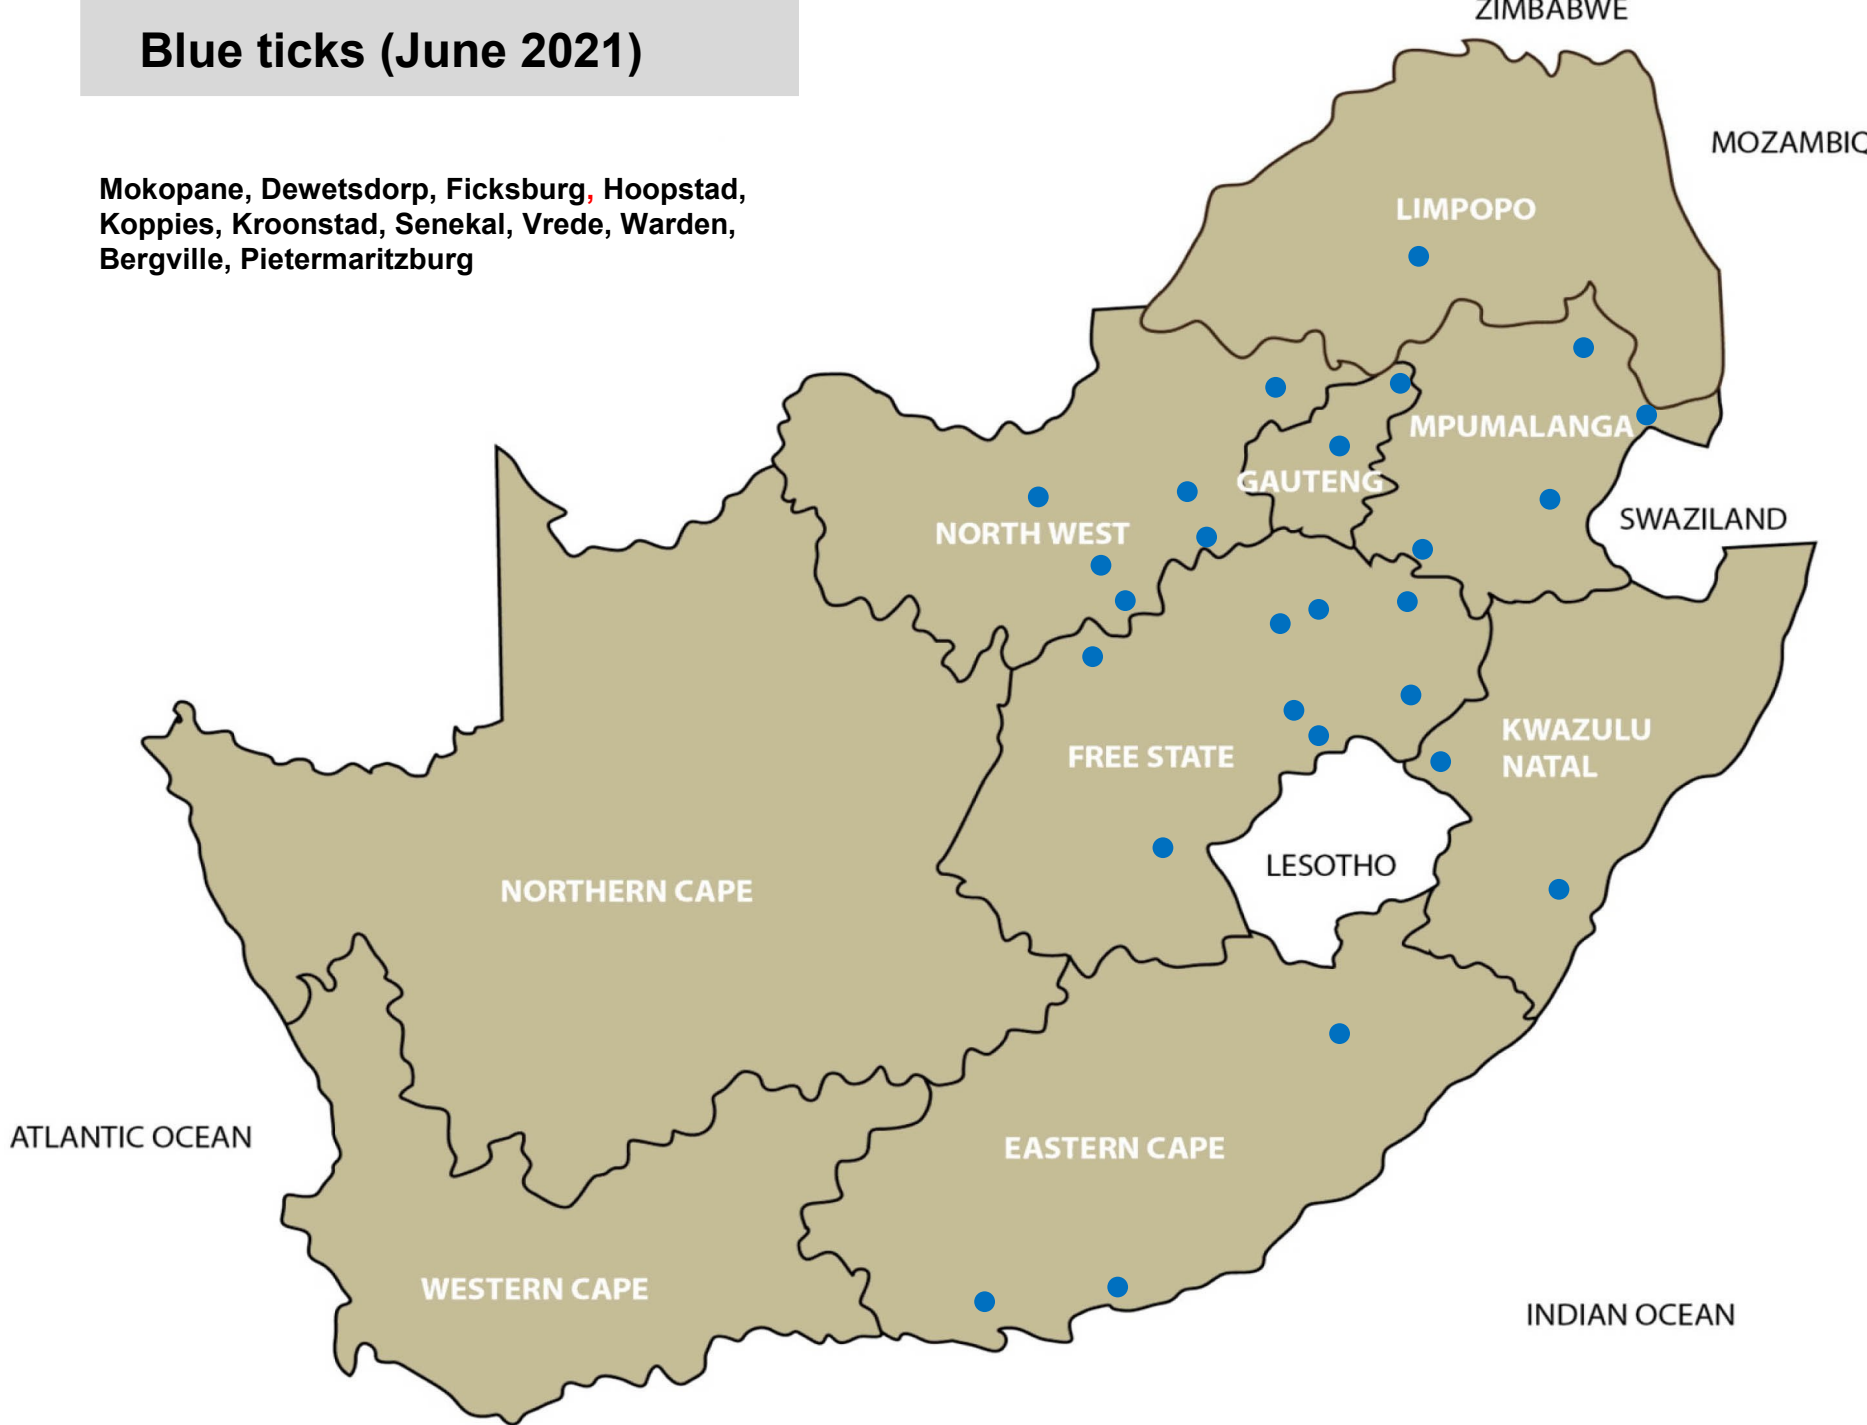 Blue ticks (June 2021)
Mokopane, Dewetsdorp, Ficksburg, Hoopstad,
Koppies, Kroonstad, Senekal, Vrede, Warden,
Bergville, Pietermaritzburg
ZIMBABWE
MOZAMBIQ
LIMPOPO
MPUMALANGA
GAUTENG
SWAZILAND
NORTH WEST
KWAZULU
NATAL
FREE STATE
LESOTHO
NORTHERN CAPE
ATLANTIC OCEAN
EASTERN CAPE
WESTERN CAPE
INDIAN OCEAN